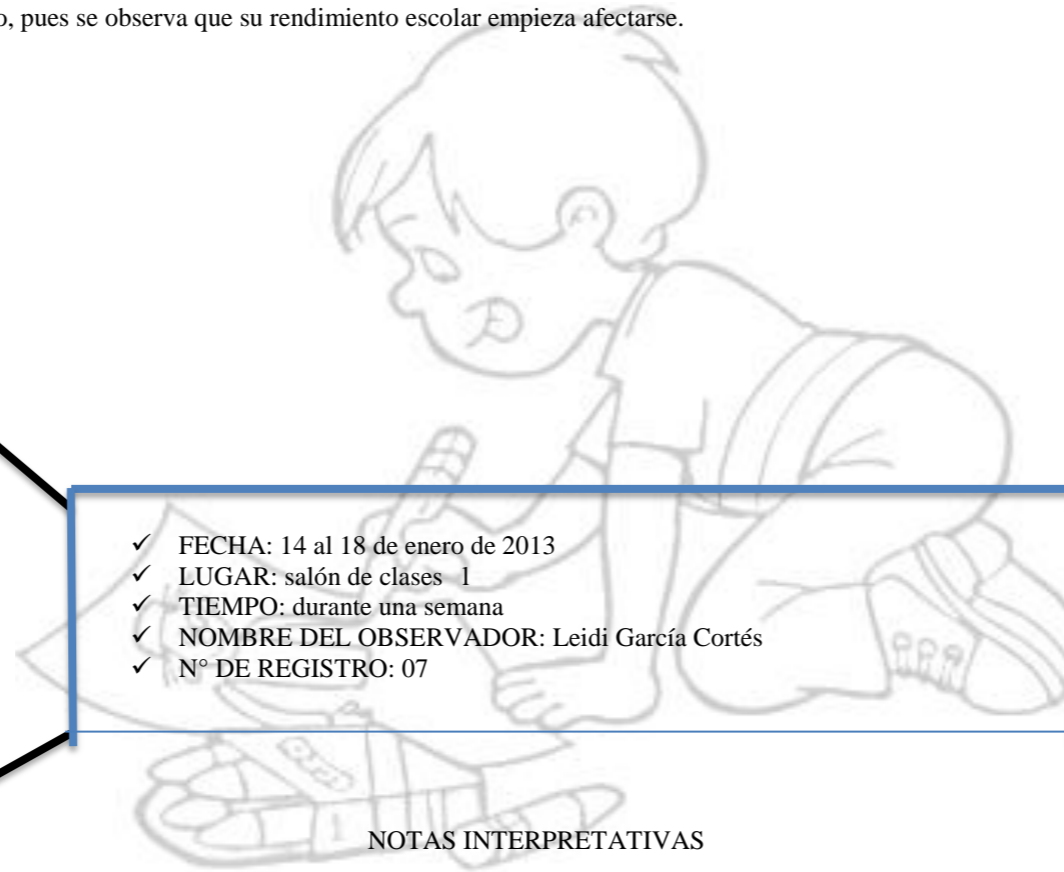 o, pues se observa que su rendimiento escolar empieza afectarse.
✓ FECHA: 14 al 18 de enero de 2013
✓ LUGAR: salón de clases 1
✓ TIEMPO: durante una semana
✓ NOMBRE DEL OBSERVADOR: Leidi García Cortés
✓ N° DE REGISTRO: 07
NOTAS INTERPRETATIVAS